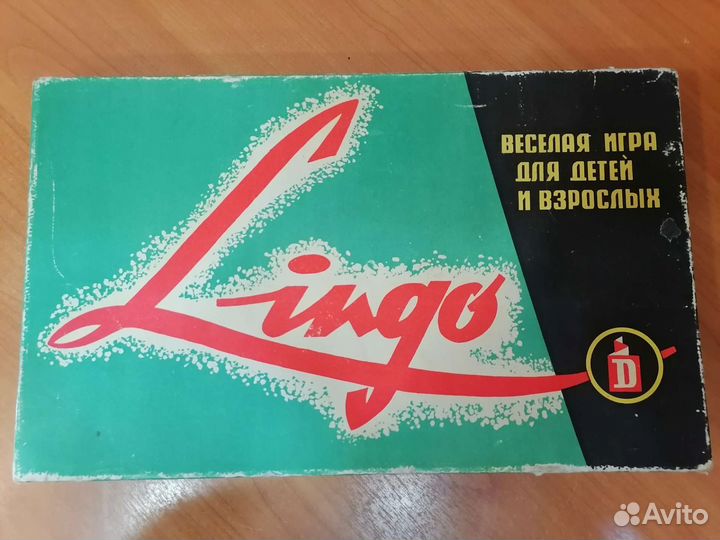 Lingo
ВЕСЕЛАЯ ИГРА
ДЛЯ ДЕТЕЙ
И ВЗРОСЛЫХ
D
Avito